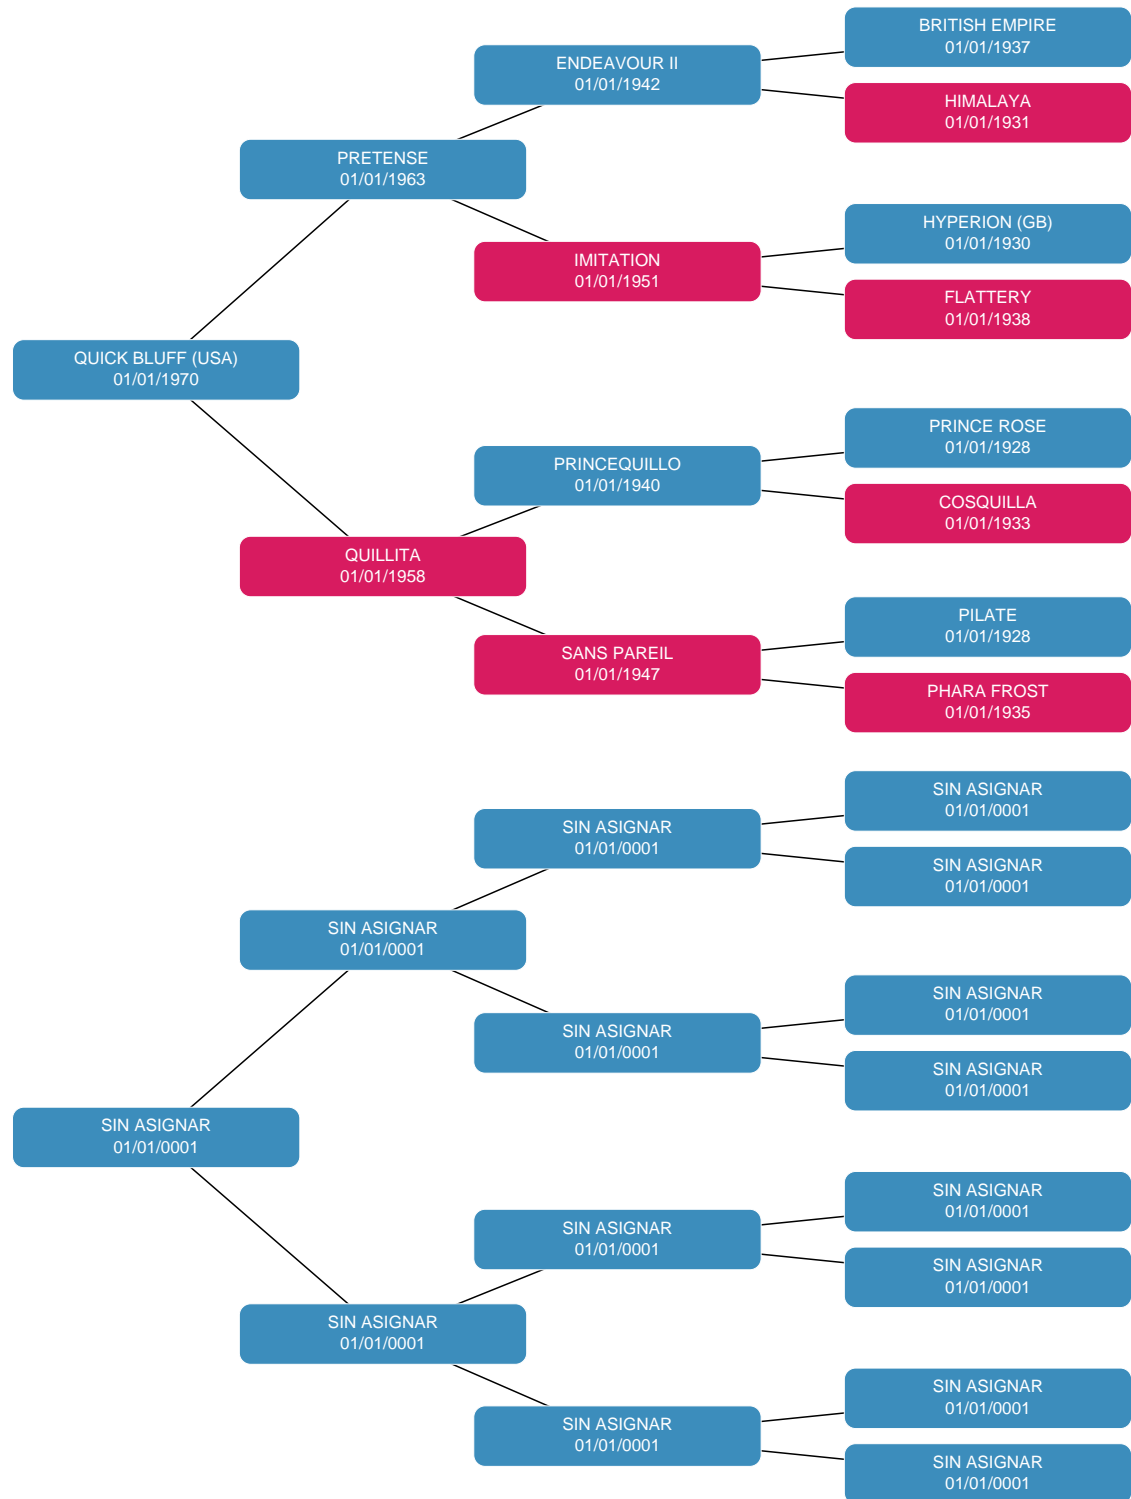 BRITISH EMPIRE
01/01/1937
ENDEAVOUR II
01/01/1942
HIMALAYA
01/01/1931
PRETENSE
01/01/1963
HYPERION (GB)
01/01/1930
IMITATION
01/01/1951
FLATTERY
01/01/1938
QUICK BLUFF (USA)
01/01/1970
PRINCE ROSE
01/01/1928
PRINCEQUILLO
01/01/1940
COSQUILLA
01/01/1933
QUILLITA
01/01/1958
PILATE
01/01/1928
SANS PAREIL
01/01/1947
PHARA FROST
01/01/1935
SIN ASIGNAR
01/01/0001
SIN ASIGNAR
01/01/0001
SIN ASIGNAR
01/01/0001
SIN ASIGNAR
01/01/0001
SIN ASIGNAR
01/01/0001
SIN ASIGNAR
01/01/0001
SIN ASIGNAR
01/01/0001
SIN ASIGNAR
01/01/0001
SIN ASIGNAR
01/01/0001
SIN ASIGNAR
01/01/0001
SIN ASIGNAR
01/01/0001
SIN ASIGNAR
01/01/0001
SIN ASIGNAR
01/01/0001
SIN ASIGNAR
01/01/0001
SIN ASIGNAR
01/01/0001